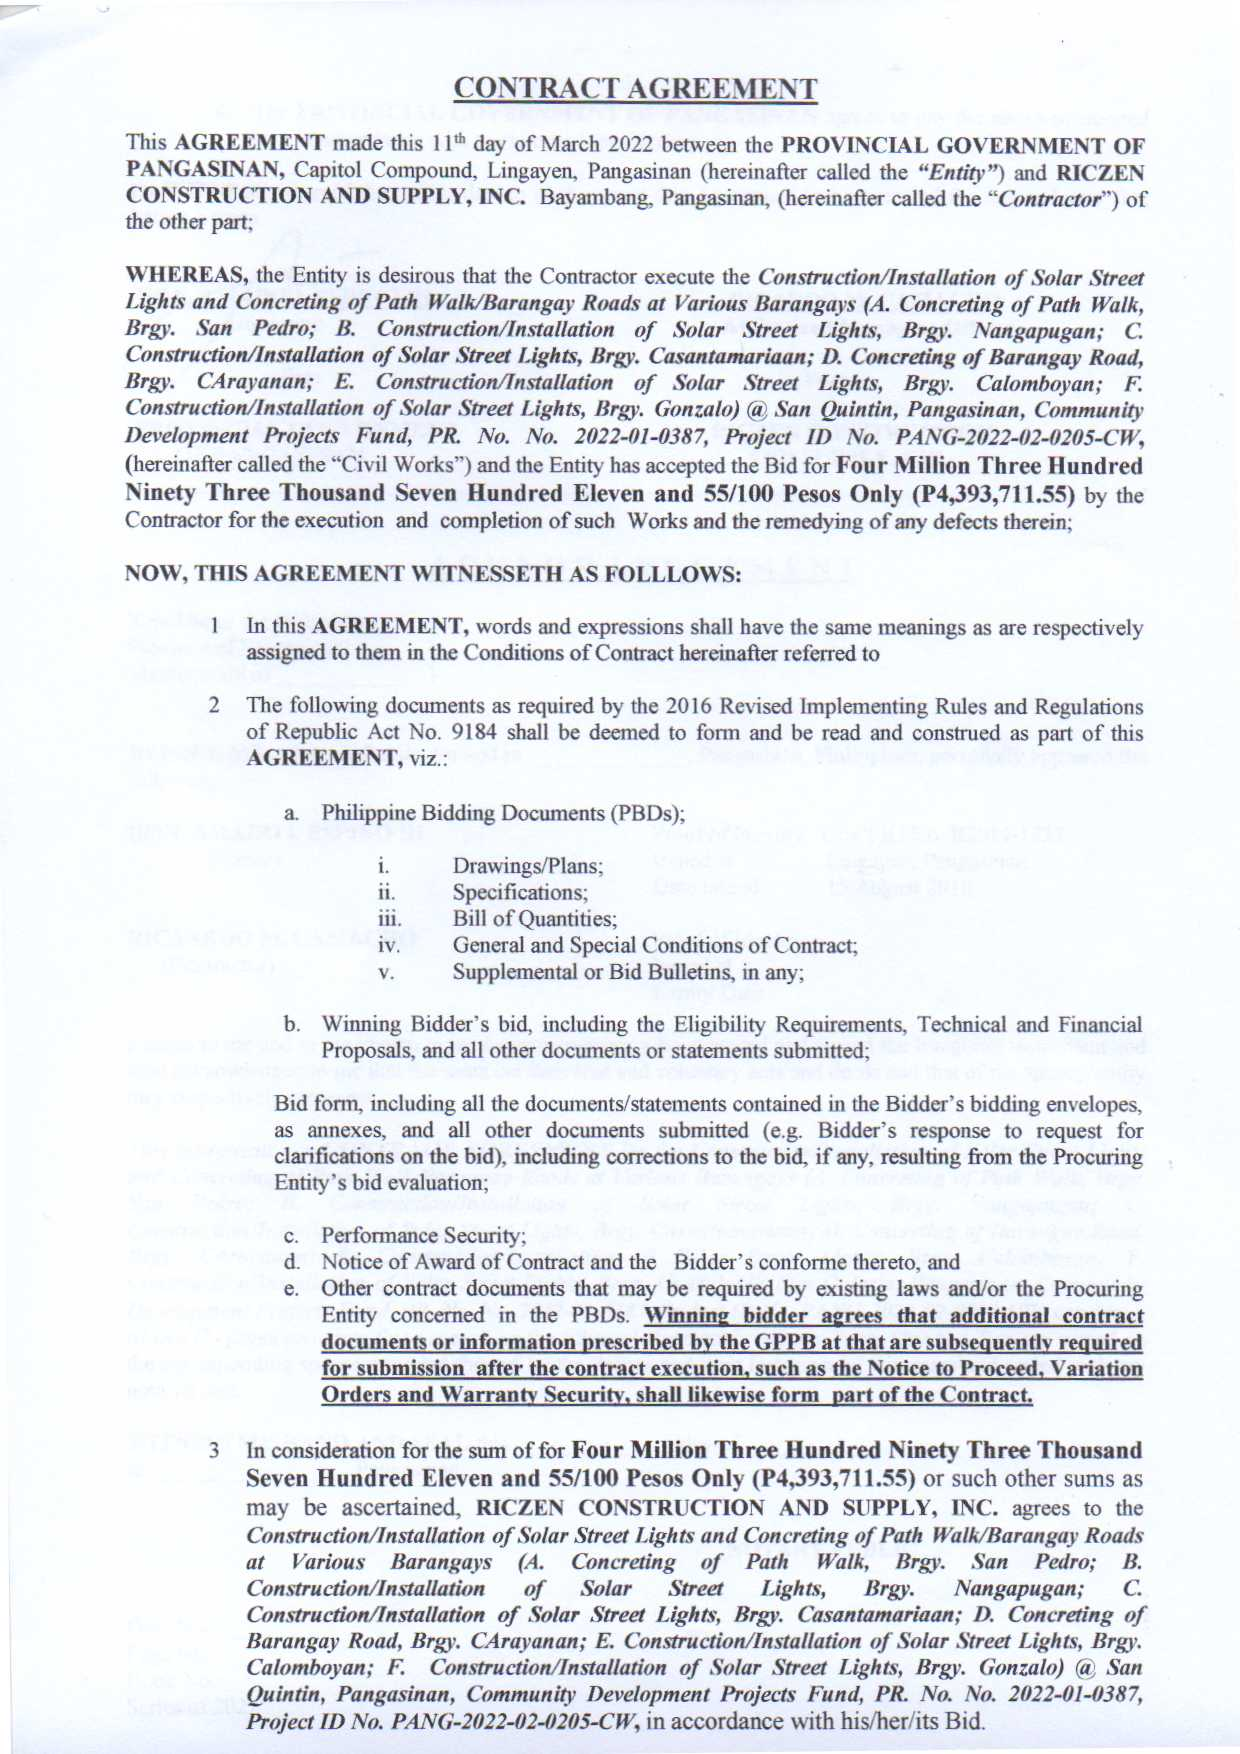 CONTRACT AGREEMENT
This AGREEMENT made this 11th day of March 2022 between the PROVINCIAL GOVERNMENT OF
PANGASINAN, Capitol Compound, Lingayen, Pangasinan (hereinafter called the “Entity”) and RICZEN
CONSTRUCTION AND SUPPLY, INC. Bayambang, Pangasinan, (hereinafter called the “Contractor”) of
the other part;
WHEREAS, the Entity is desirous that the Contractor execute the Construction/Installation of Solar Street
Lights and Concreting of Path Walk/Barangay Roads at Various Barangays (A. Concreting of Path Walk,
Brgy. San Pedro; B. Construction/Installation of Solar Street Lights, Brgy. Nangapugan; C.
Construction/Installation of Solar Street Lights, Brgy. Casantamariaan; D. Concreting of Barangay Road,
Brgy. CArayanan; E. Construction/Installation of Solar Street Lights, Brgy. Calomboyan; F.
Construction/Installation of Solar Street Lights, Brgy. Gonzalo) @ San Quintin, Pangasinan, Community
Development Projects Fund, PR. No. No. 2022-01-0387, Project ID No. PANG-2022-02-0205-CW,
(hereinafter called the “Civil Works”) and the Entity has accepted the Bid for Four Million Three Hundred
Ninety Three Thousand Seven Hundred Eleven and 55/100 Pesos Only (P4,393,711.55) by the
Contractor for the execution and completion of such Works and the remedying of any defects therein;
NOW, THIS AGREEMENT WITNESSETH AS FOLLLOWS:
1 In this AGREEMENT, words and expressions shall have the same meanings as are respectively
assigned to them in the Conditions of Contract hereinafter referred to
2 The following documents as required by the 2016 Revised Implementing Rules and Regulations
of Republic Act No. 9184 shall be deemed to form and be read and construed as part of this
AGREEMENT, viz.:
a. Philippine Bidding Documents (PBDs);
i. Drawings/Plans;
ii. Specifications;
iii. Bill of Quantities;
iv. General and Special Conditions of Contract;
v. Supplemental or Bid Bulletins, in any;
b. Winning Bidder’s bid, including the Eligibility Requirements, Technical and Financial
Proposals, and all other documents or statements submitted;
Bid form, including all the documents/statements contained in the Bidder’s bidding envelopes,
as annexes, and all other documents submitted (e.g. Bidder’s response to request for
clarifications on the bid), including corrections to the bid, if any, resulting from the Procuring
Entity’s bid evaluation;
c. Performance Security;
d. Notice of Award of Contract and the Bidder’s conforme thereto; and
e. Other contract documents that may be required by existing laws and/or the Procuring
Entity concerned in the PBDs. Winning bidder agrees that additional contract
documents or information prescribed by the GPPB at that are subsequently required
for submission after the contract execution, such as the Notice to Proceed, Variation
Orders and Warranty Security, shall likewise form part of the Contract.
3 In consideration for the sum of for Four Million Three Hundred Ninety Three Thousand
Seven Hundred Eleven and 55/100 Pesos Only (P4,393,711.55) or such other sums as
may be ascertained, RICZEN CONSTRUCTION AND SUPPLY, INC. agrees to the
Construction/Installation of Solar Street Lights and Concreting of Path Walk/Barangay Roads
at Various Barangays (A. Concreting of Path Walk, Brgy. San Pedro; B.
Construction/Installation of Solar Street Lights, Brgy. Nangapugan; C.
Construction/Installation of Solar Street Lights, Brgy. Casantamariaan; D. Concreting of
Barangay Road, Brgy. CArayanan; E. Construction/Installation of Solar Street Lights, Brgy.
Calomboyan; F. Construction/Installation of Solar Street Lights, Brgy. Gonzalo) @ San
Quintin, Pangasinan, Community Development Projects Fund, PR. No. No. 2022-01-0387,
Project ID No. PANG-2022-02-0205-CW, in accordance with his/her/its Bid.